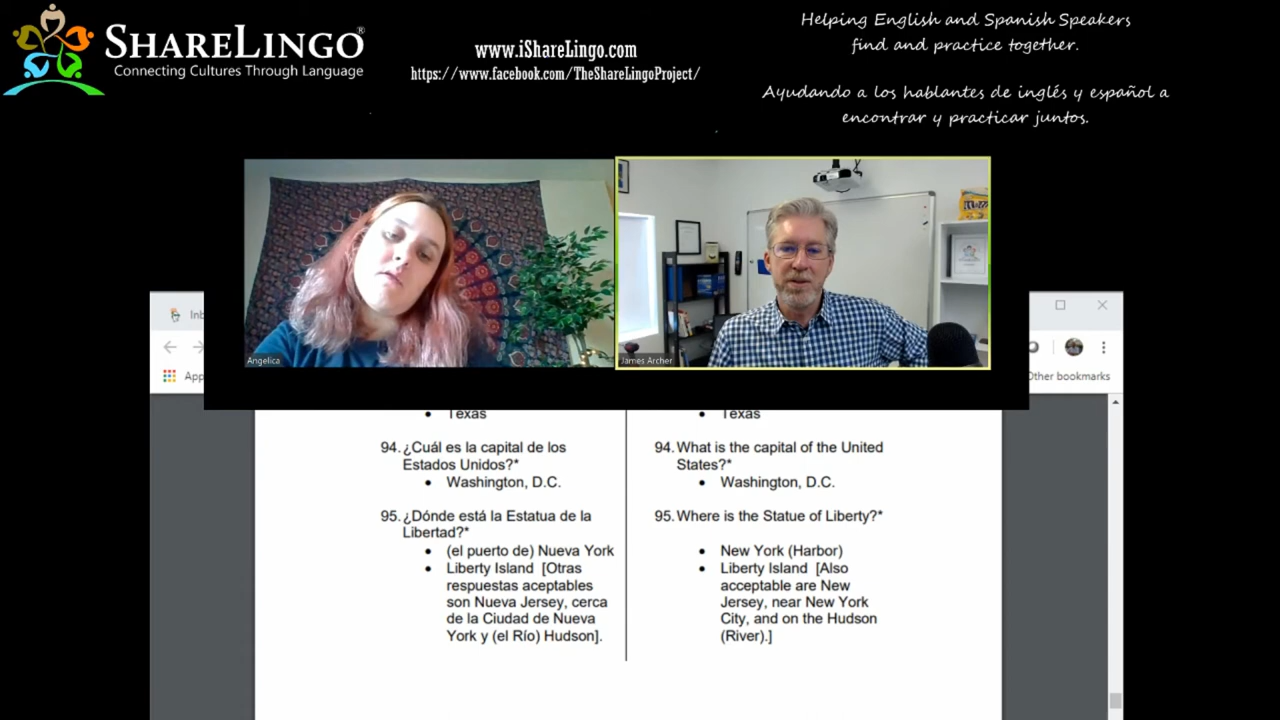 SHARELINGO®
Connecting Cultures Through Language
www.iShareLingo.com
https://www.facebook.com/TheShareLingoProject/
Helping English and Spanish Speakers
find and practice together.
Ayudando a los hablantes de inglés y español a
encontrar y practicar juntos.
Angelica
James Archer
Inb
App
Other bookmarks
• Texas
94. ¿Cuál es la capital de los
Estados Unidos?*
• Washington, D.C.
95. ¿Dónde está la Estatua de la
Libertad?*
• (el puerto de) Nueva York
• Liberty Island [Otras
respuestas aceptables
son Nueva Jersey, cerca
de la Ciudad de Nueva
York y (el Río) Hudson].
• Texas
94. What is the capital of the United
States?*
• Washington, D.C.
95. Where is the Statue of Liberty?*
• New York (Harbor)
• Liberty Island [Also
acceptable are New
Jersey, near New York
City, and on the Hudson
(River).]